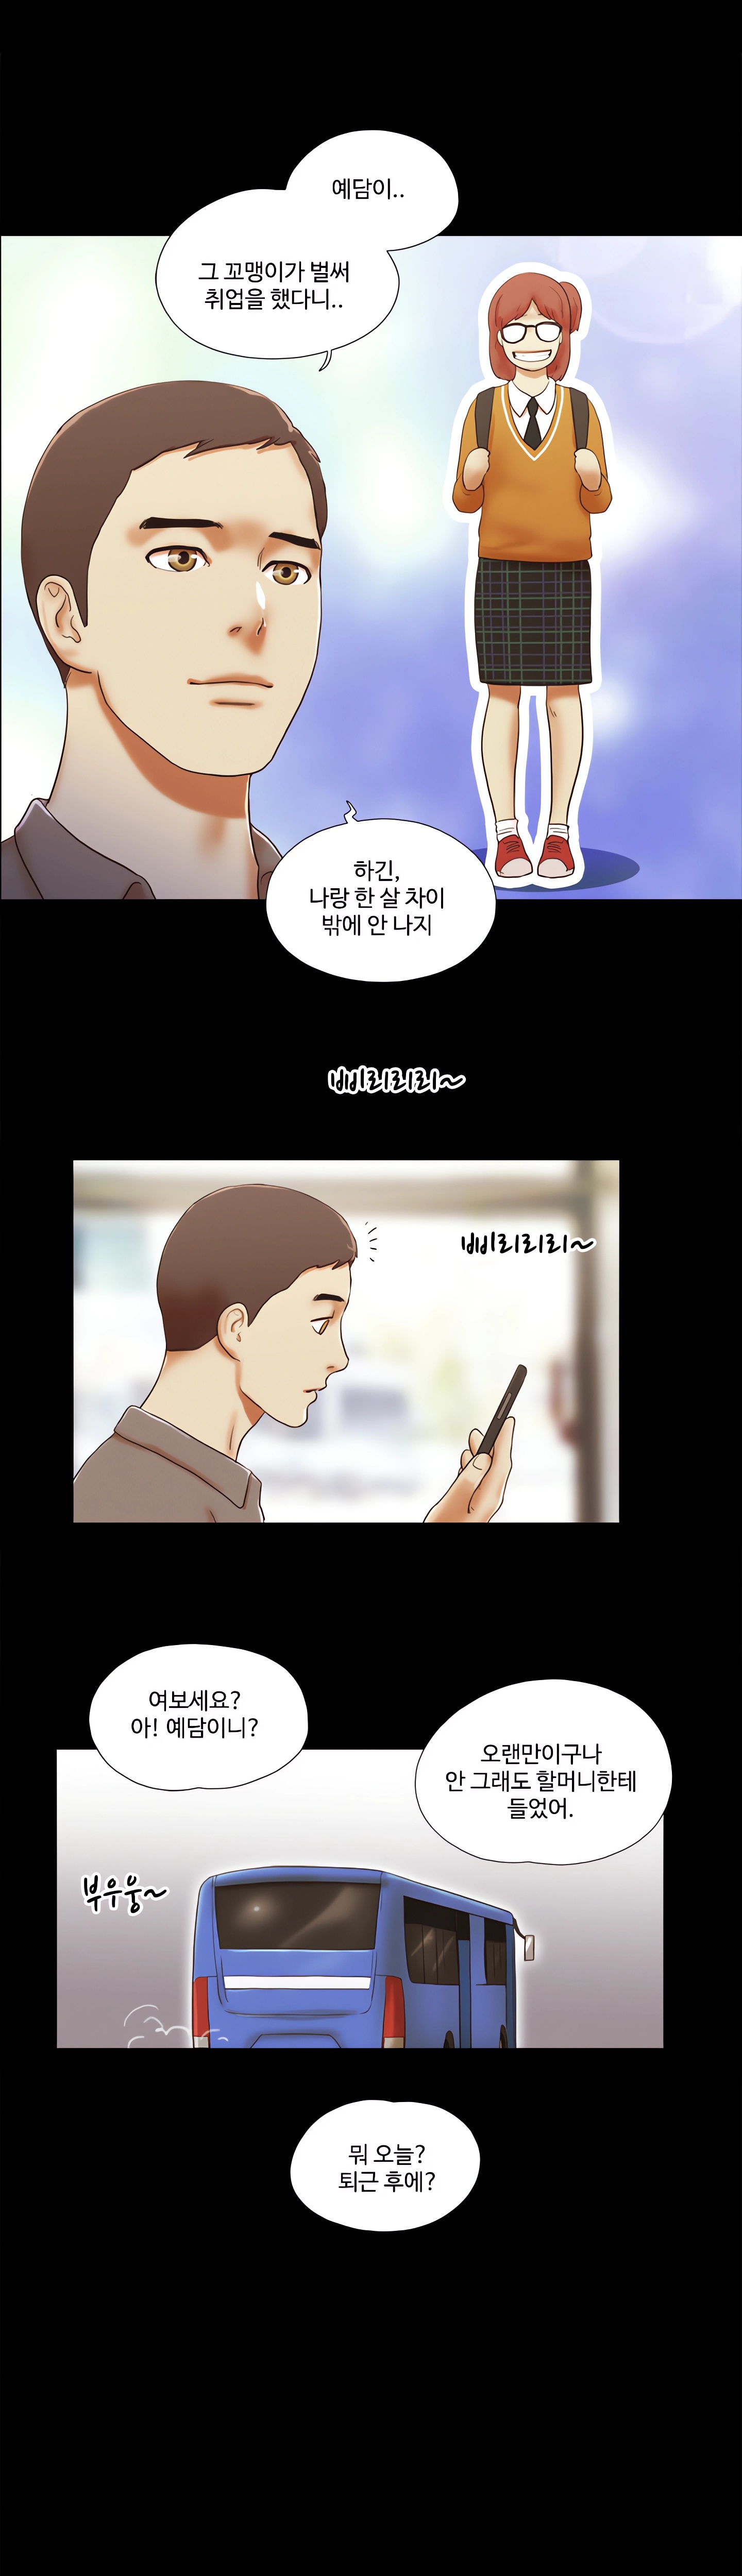 예담이..
그 꼬맹이가 벌써
취업을 했다니..
하긴,
나랑 한 살 차이
밖에 안 나지
삐리리리~
삐리리리~
여보세요?
아! 예담이니?
오랜만이구나
안 그래도 할머니한테
들었어.
부우웅~
뭐 오늘?
퇴근 후에?